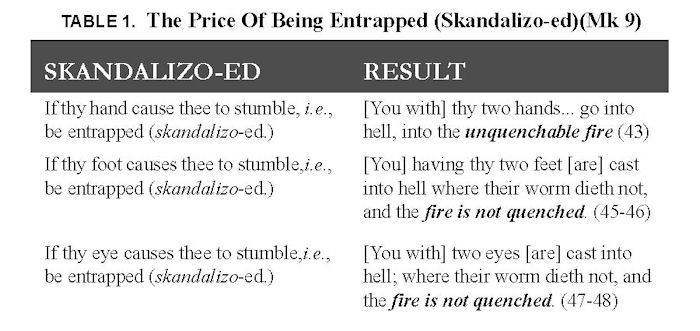 TABLE 1. The Price Of Being Entrapped (Skandalizo-ed)(Mk 9)
SKANDALIZO-ED RESULT
If thy hand cause thee to stumble, i.e.,
be entrapped (skandalizo-ed.)
[You with] thy two hands... go into
hell, into the unquenchable fire (43)
If thy foot causes thee to stumble,i.e.,
be entrapped (skandalizo-ed.)
[You] having thy two feet [are] cast
into hell where their worm dieth not,
and the fire is not quenched. (45-46)
If thy eye causes thee to stumble,i.e.,
be entrapped (skandalizo-ed.)
[You with] two eyes [are] cast into
hell; where their worm dieth not, and
the fire is not quenched. (47-48)